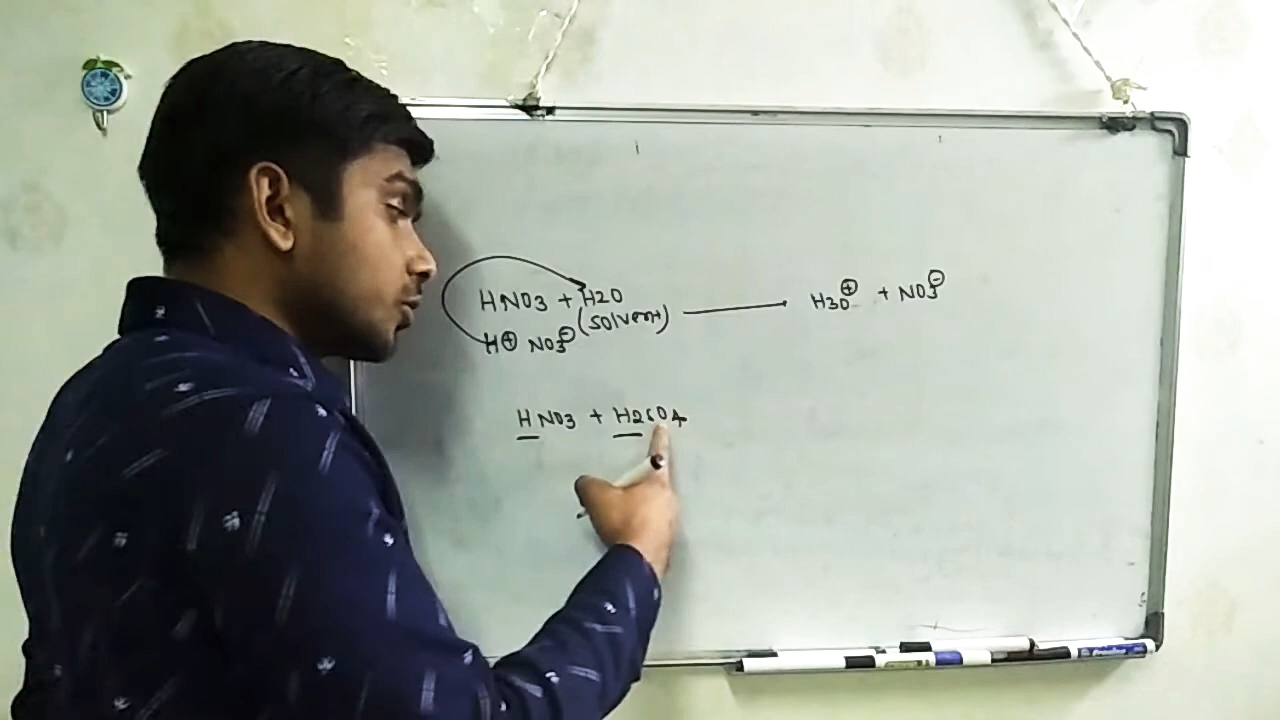 HNO3 + H2O ⟶ H3O⊕ + NO3⊖
(solvent)
H⊕ NO3⊖
HNO3 + H2SO4